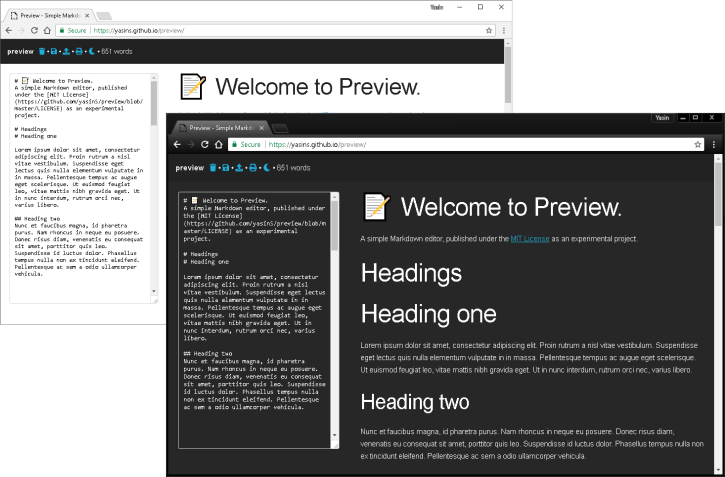 Yasin
Preview - Simple Markdo
Secure https://yasins.github.io/preview/
preview • • • • • 651 words
# 📝 Welcome to Preview.
A simple Markdown editor, published
under the [MIT License]
(https://github.com/yasinS/preview/blob/
master/LICENSE) as an experimental
project.
# Headings
# Heading one
Lorem ipsum dolor sit amet, consectetur
adipiscing elit. Proin rutrum a nisl
vitae vestibulum. Suspendisse eget
lectus quis nulla elementum vulputate in
in massa. Pellentesque tempus ac augue
eget scelerisque. Ut euismod feugiat
leo, vitae mattis nibh gravida eget. Ut
in nunc interdum, rutrum orci nec,
varius libero.
## Heading two
Nunc et faucibus magna, id pharetra
purus. Nam rhoncus in neque eu posuere.
Donec risus diam, venenatis eu consequat
sit amet, porttitor quis leo.
Suspendisse id luctus dolor. Phasellus
tempus nulla non ex tincidunt eleifend.
Pellentesque ac sem a odio ullamcorper
vehicula.
📝 Welcome to Preview.
Yasin
Preview - Simple Markdo
Secure https://yasins.github.io/preview/
preview • • • • • 651 words
# 📝 Welcome to Preview.
A simple Markdown editor, published under
the [MIT License]
(https://github.com/yasinS/preview/blob/m
aster/LICENSE) as an experimental
project.
# Headings
# Heading one
Lorem ipsum dolor sit amet, consectetur
adipiscing elit. Proin rutrum a nisl
vitae vestibulum. Suspendisse eget lectus
quis nulla elementum vulputate in in
massa. Pellentesque tempus ac augue eget
scelerisque. Ut euismod feugiat leo,
vitae mattis nibh gravida eget. Ut in
nunc interdum, rutrum orci nec, varius
libero.
## Heading two
Nunc et faucibus magna, id pharetra
purus. Nam rhoncus in neque eu posuere.
Donec risus diam, venenatis eu consequat
sit amet, porttitor quis leo. Suspendisse
id luctus dolor. Phasellus tempus nulla
non ex tincidunt eleifend. Pellentesque
ac sem a odio ullamcorper vehicula.
📝 Welcome to Preview.
A simple Markdown editor, published under the MIT License as an experimental project.
Headings
Heading one
Lorem ipsum dolor sit amet, consectetur adipiscing elit. Proin rutrum a nisl vitae vestibulum. Suspendisse
eget lectus quis nulla elementum vulputate in in massa. Pellentesque tempus ac augue eget scelerisque.
Ut euismod feugiat leo, vitae mattis nibh gravida eget. Ut in nunc interdum, rutrum orci nec, varius libero.
Heading two
Nunc et faucibus magna, id pharetra purus. Nam rhoncus in neque eu posuere. Donec risus diam,
venenatis eu consequat sit amet, porttitor quis leo. Suspendisse id luctus dolor. Phasellus tempus nulla non
ex tincidunt eleifend. Pellentesque ac sem a odio ullamcorper vehicula.